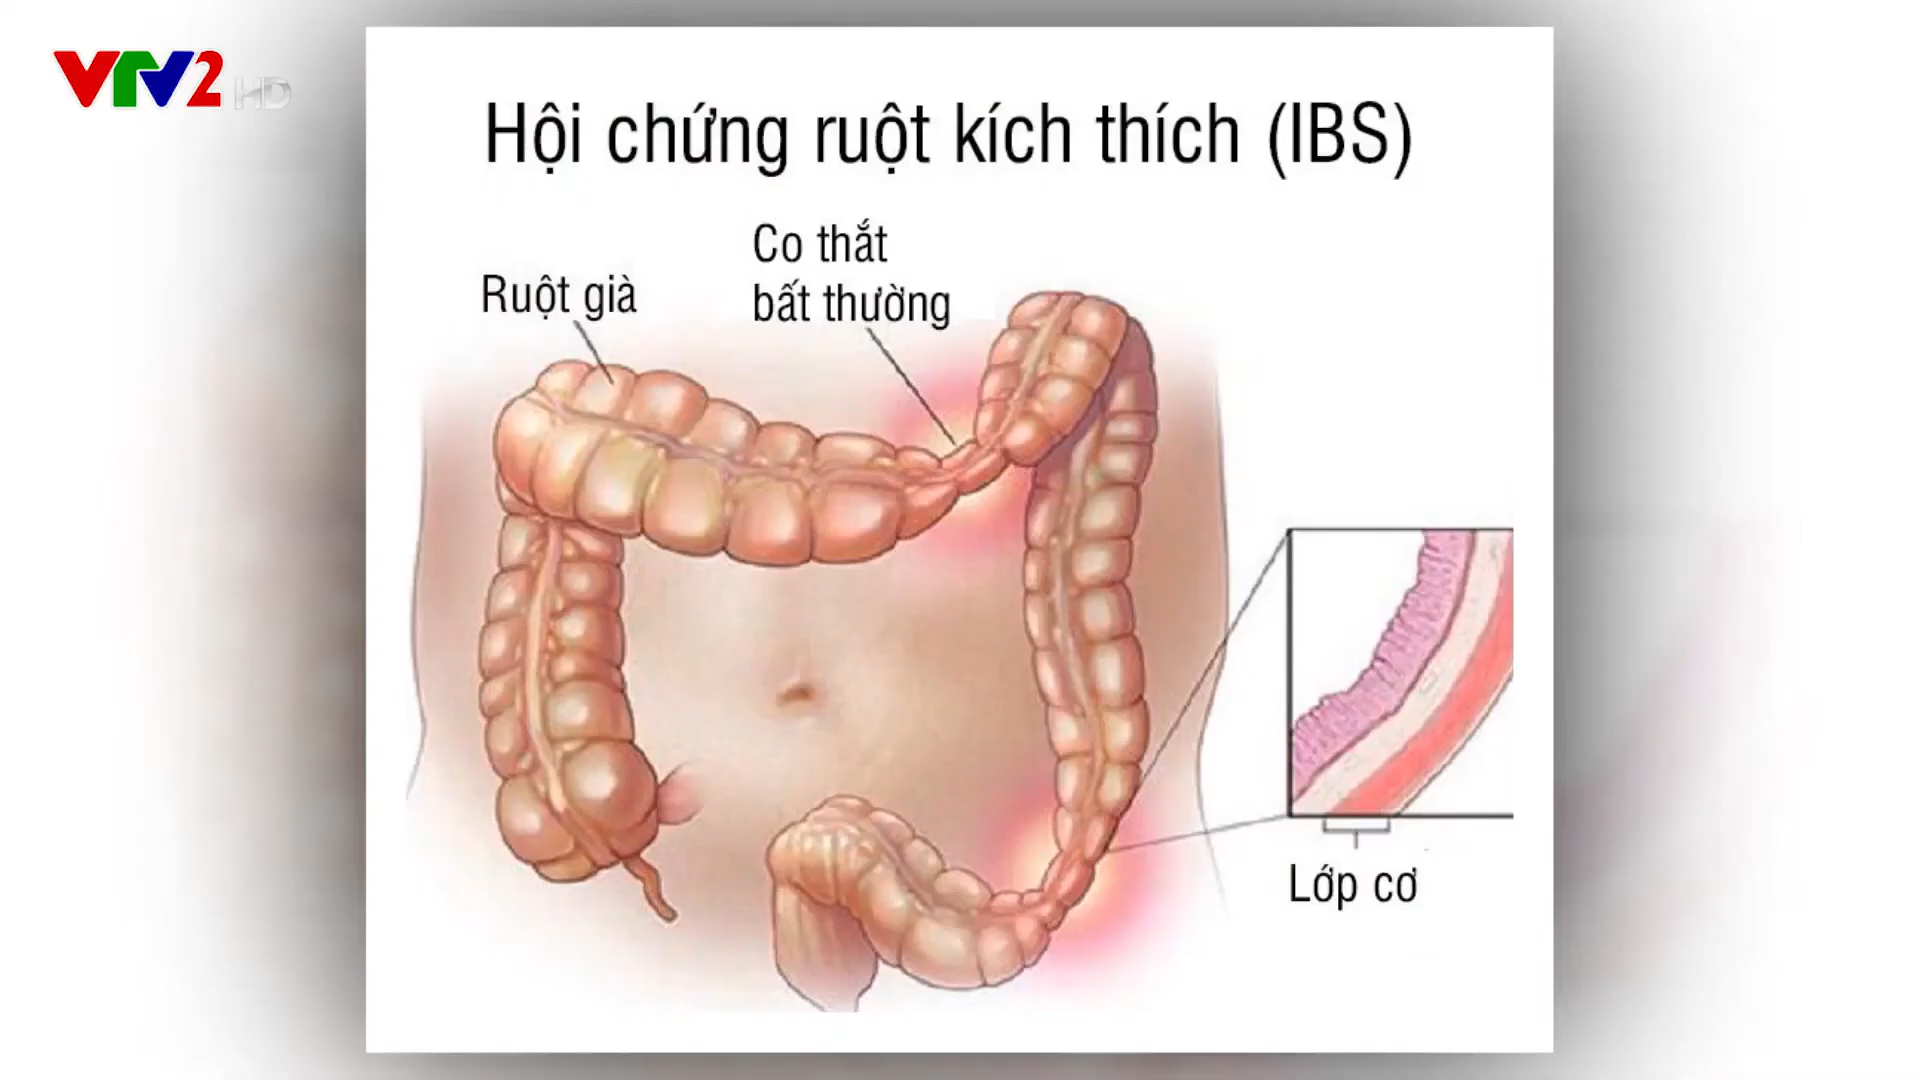 VTV2 HD
Hội chứng ruột kích thích (IBS)
Co thắt
bất thường
Ruột già
Lớp cơ